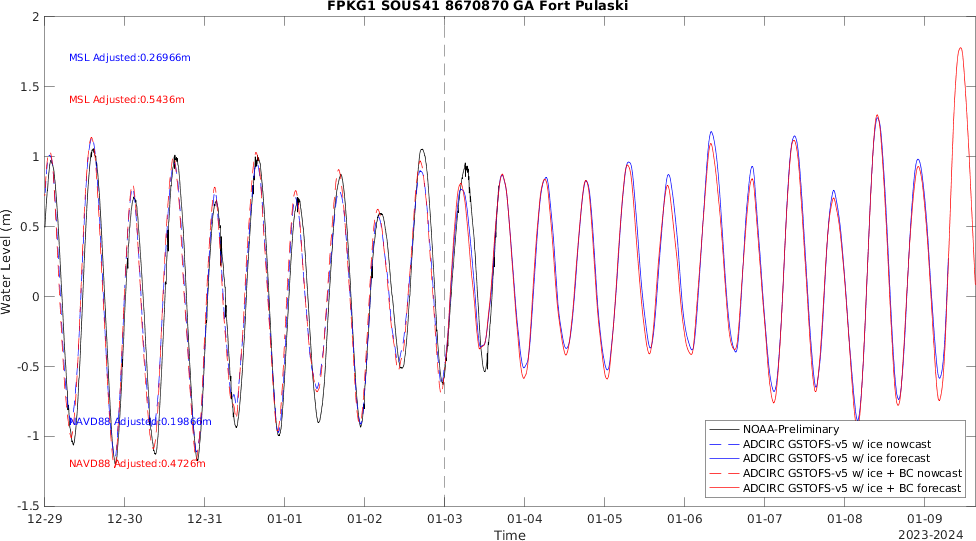 FPKG1 SOUS41 8670870 GA Fort Pulaski
2
1.5
1
0.5
0
-0.5
-1
-1.5
Water Level (m)
MSL Adjusted:0.26966m
MSL Adjusted:0.5436m
NAVD88 Adjusted:0.19866m
NAVD88 Adjusted:0.4726m
NOAA-Preliminary
ADCIRC GSTOFS-v5 w/ ice nowcast
ADCIRC GSTOFS-v5 w/ ice forecast
ADCIRC GSTOFS-v5 w/ ice + BC nowcast
ADCIRC GSTOFS-v5 w/ ice + BC forecast
12-29 12-30 12-31 01-01 01-02 01-03 01-04 01-05 01-06 01-07 01-08 01-09
Time
2023-2024